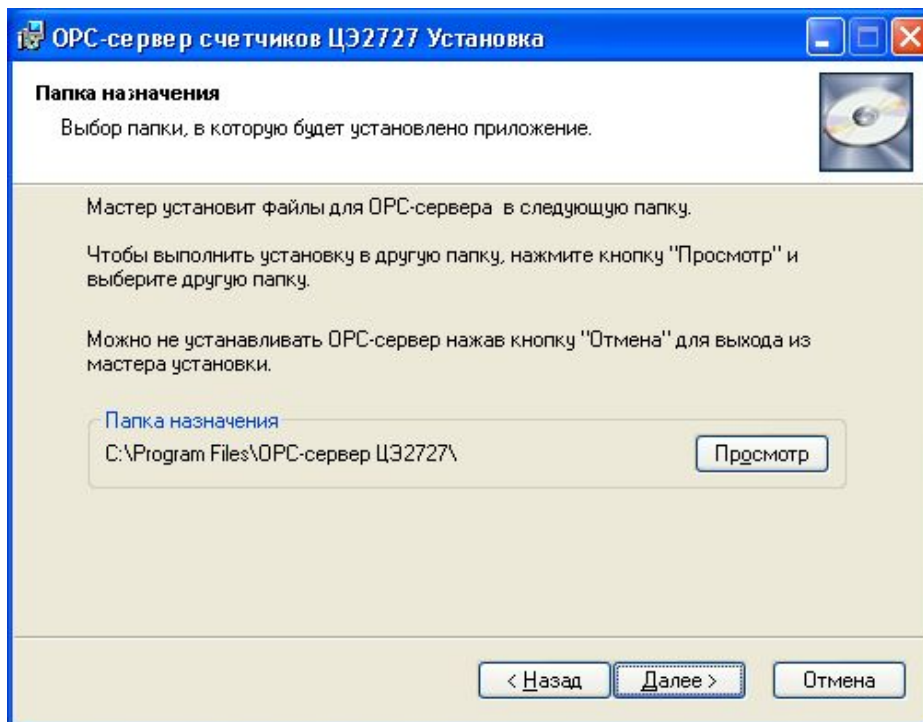 OPC-сервер счетчиков ЦЭ2727 Установка
Папка назначения
Выбор папки, в которую будет установлено приложение.
Мастер установит файлы для OPC-сервера в следующую папку.
Чтобы выполнить установку в другую папку, нажмите кнопку "Просмотр" и
выберите другую папку.
Можно не устанавливать OPC-сервер нажав кнопку "Отмена" для выхода из
мастера установки.
Папка назначения
C:\Program Files\OPC-сервер ЦЭ2727\
Просмотр
< Назад
Далее >
Отмена